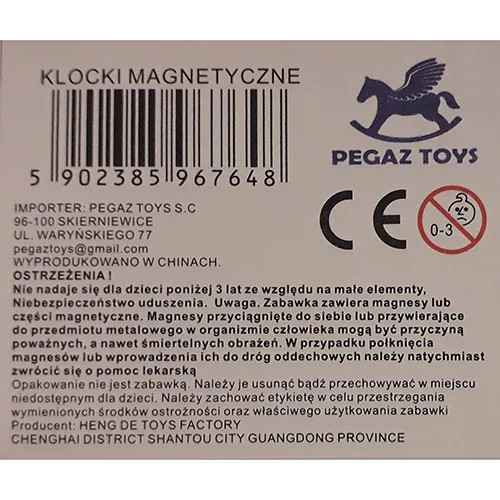 KLOCKI MAGNETYCZNE
5 902385 967648
PEGAZ TOYS
CE
0-3
IMPORTER: PEGAZ TOYS S.C
96-100 SKIERNIEWICE
UL. WARYŃSKIEGO 77
pegaztoys@gmail.com
WYPRODUKOWANO W CHINACH.
OSTRZEŻENIA !
Nie nadaje się dla dzieci poniżej 3 lat ze względu na małe elementy,
Niebezpieczeństwo uduszenia. Uwaga. Zabawka zawiera magnesy lub
części magnetyczne. Magnesy przyciągnięte do siebie lub przywierające
do przedmiotu metalowego w organizmie człowieka mogą być przyczyną
poważnych, a nawet śmiertelnych obrażeń. W przypadku połknięcia
magnesów lub wprowadzenia ich do dróg oddechowych należy natychmiast
zwrócić się o pomoc lekarską
Opakowanie nie jest zabawką. Należy je usunąć bądź przechowywać w miejscu
niedostępnym dla dzieci. Należy zachować etykietę w celu przestrzegania
wymienionych środków ostrożności oraz właściwego użytkowania zabawki
Producent: HENG DE TOYS FACTORY
CHENGHAI DISTRICT SHANTOU CITY GUANGDONG PROVINCE